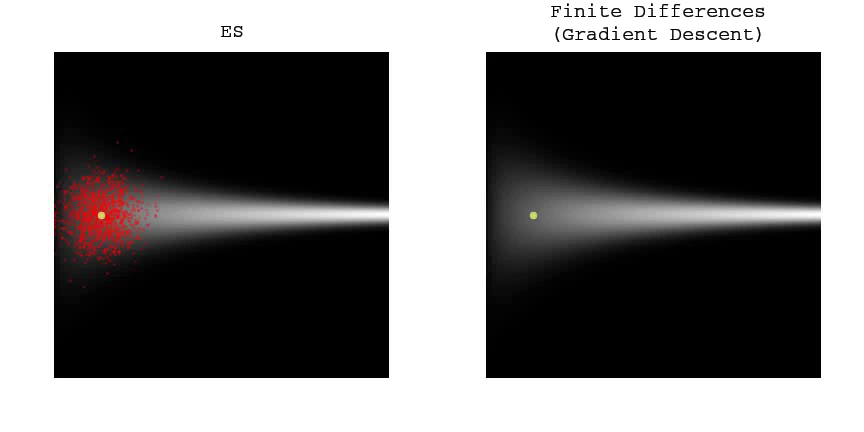 ES
Finite Differences
(Gradient Descent)